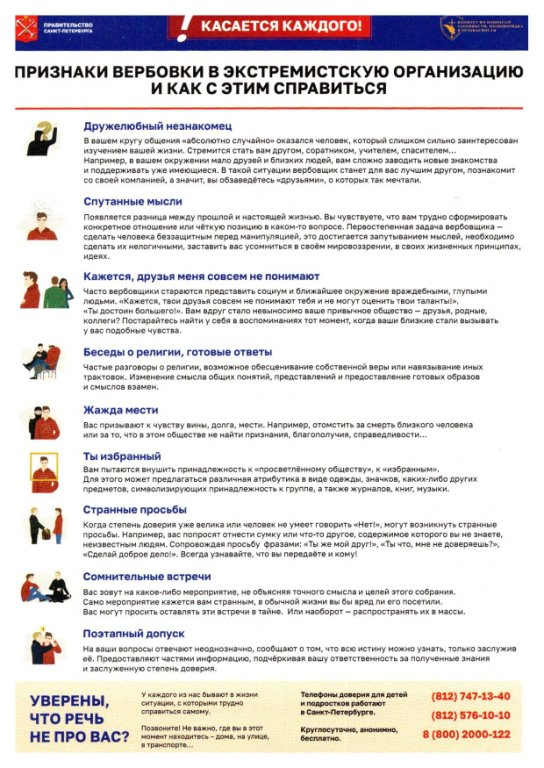 ПРАВИТЕЛЬСТВО
САНКТ-ПЕТЕРБУРГА
! КАСАЕТСЯ КАЖДОГО!
КОМИТЕТ ПО ВОПРОСАМ
ЗАКОННОСТИ, ПРАВОПОРЯДКА
И БЕЗОПАСНОСТИ
ПРИЗНАКИ ВЕРБОВКИ В ЭКСТРЕМИСТСКУЮ ОРГАНИЗАЦИЮ
И КАК С ЭТИМ СПРАВИТЬСЯ
Дружелюбный незнакомец
В вашем кругу общения «абсолютно случайно» оказался человек, который слишком сильно заинтересован
изучением вашей жизни. Стремится стать вам другом, соратником, учителем, спасителем...
Например, в вашем окружении мало друзей и близких людей, вам сложно заводить новые знакомства
и поддерживать уже имеющиеся. В такой ситуации вербовщик станет для вас лучшим другом, познакомит
со своей компанией, а значит, вы обзаведётесь «друзьями», о которых так мечтали.
Спутанные мысли
Появляется разница между прошлой и настоящей жизнью. Вы чувствуете, что вам трудно сформировать
конкретное отношение или чёткую позицию в каком-то вопросе. Первостепенная задача вербовщика —
сделать человека беззащитным перед манипуляцией, это достигается запутыванием мыслей, необходимо
сделать их нелогичными, заставить вас усомниться в своём мировоззрении, в своих жизненных принципах,
идеях.
Кажется, друзья меня совсем не понимают
Часто вербовщики стараются представить социум и ближайшее окружение враждебными, глупыми
людьми. «Кажется, твои друзья совсем не понимают тебя и не могут оценить твои таланты!»,
«Ты достоин большего!». Вам вдруг стало невыносимо ваше привычное общество — друзья, родные,
коллеги? Постарайтесь найти у себя в воспоминаниях тот момент, когда ваши близкие стали вызывать
у вас подобные чувства.
Беседы о религии, готовые ответы
Частые разговоры о религии, возможное обесценивание собственной веры или навязывание иных
трактовок. Изменение смысла общих понятий, представлений и предоставление готовых образов
и смыслов взамен.
Жажда мести
Вас призывают к чувству вины, долга, мести. Например, отомстить за смерть близкого человека
или за то, что в этом обществе не найти признания, благополучия, справедливости...
Ты избранный
Вам пытаются внушить принадлежность к «просветлённому обществу», к «избранным».
Для этого может предлагаться различная атрибутика в виде одежды, значков, каких-либо других
предметов, символизирующих принадлежность к группе, а также журналов, книг, музыки.
Странные просьбы
Когда степень доверия уже велика или человек не умеет говорить «Нет!», могут возникнуть странные
просьбы. Например, вас попросят отнести сумку или что-то другое, содержимое которого вы не знаете,
неизвестным людям. Сопровождая просьбу фразами: «Ты же мой друг!», «Ты что, мне не доверяешь?»,
«Сделай доброе дело!». Всегда узнавайте, что вы передаёте и кому!
Сомнительные встречи
Вас зовут на какое-либо мероприятие, не объясняя точного смысла и целей этого собрания.
Само мероприятие кажется вам странным, в обычной жизни вы бы вряд ли его посетили.
Вас могут просить оставлять эти встречи в тайне. Или наоборот — распространять их в массы.
Поэтапный допуск
На ваши вопросы отвечают неоднозначно, сообщают о том, что всю истину можно узнать, только заслужив
её. Предоставляют частями информацию, подчёркивая вашу ответственность за полученные знания
и заслуженную степень доверия.
УВЕРЕНЫ,
ЧТО РЕЧЬ
НЕ ПРО ВАС?
У каждого из нас бывают в жизни
ситуации, с которыми трудно
справиться самому.
Позвоните! Не важно, где вы в этот
момент находитесь – дома, на улице,
в транспорте...
Телефоны доверия для детей
и подростков работают
в Санкт-Петербурге.
Круглосуточно, анонимно,
бесплатно.
(812) 747-13-40
(812) 576-10-10
8 (800) 2000-122